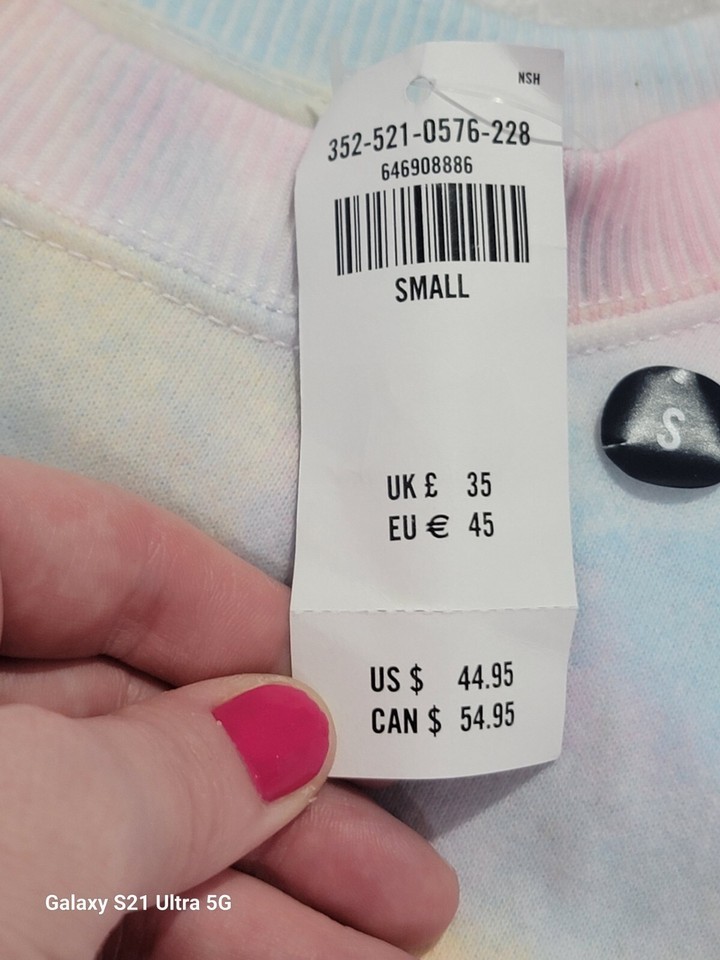 NSH
352-521-0576-228
646908886
SMALL
S
UK £ 35
EU € 45
US $ 44.95
CAN $ 54.95
Galaxy S21 Ultra 5G